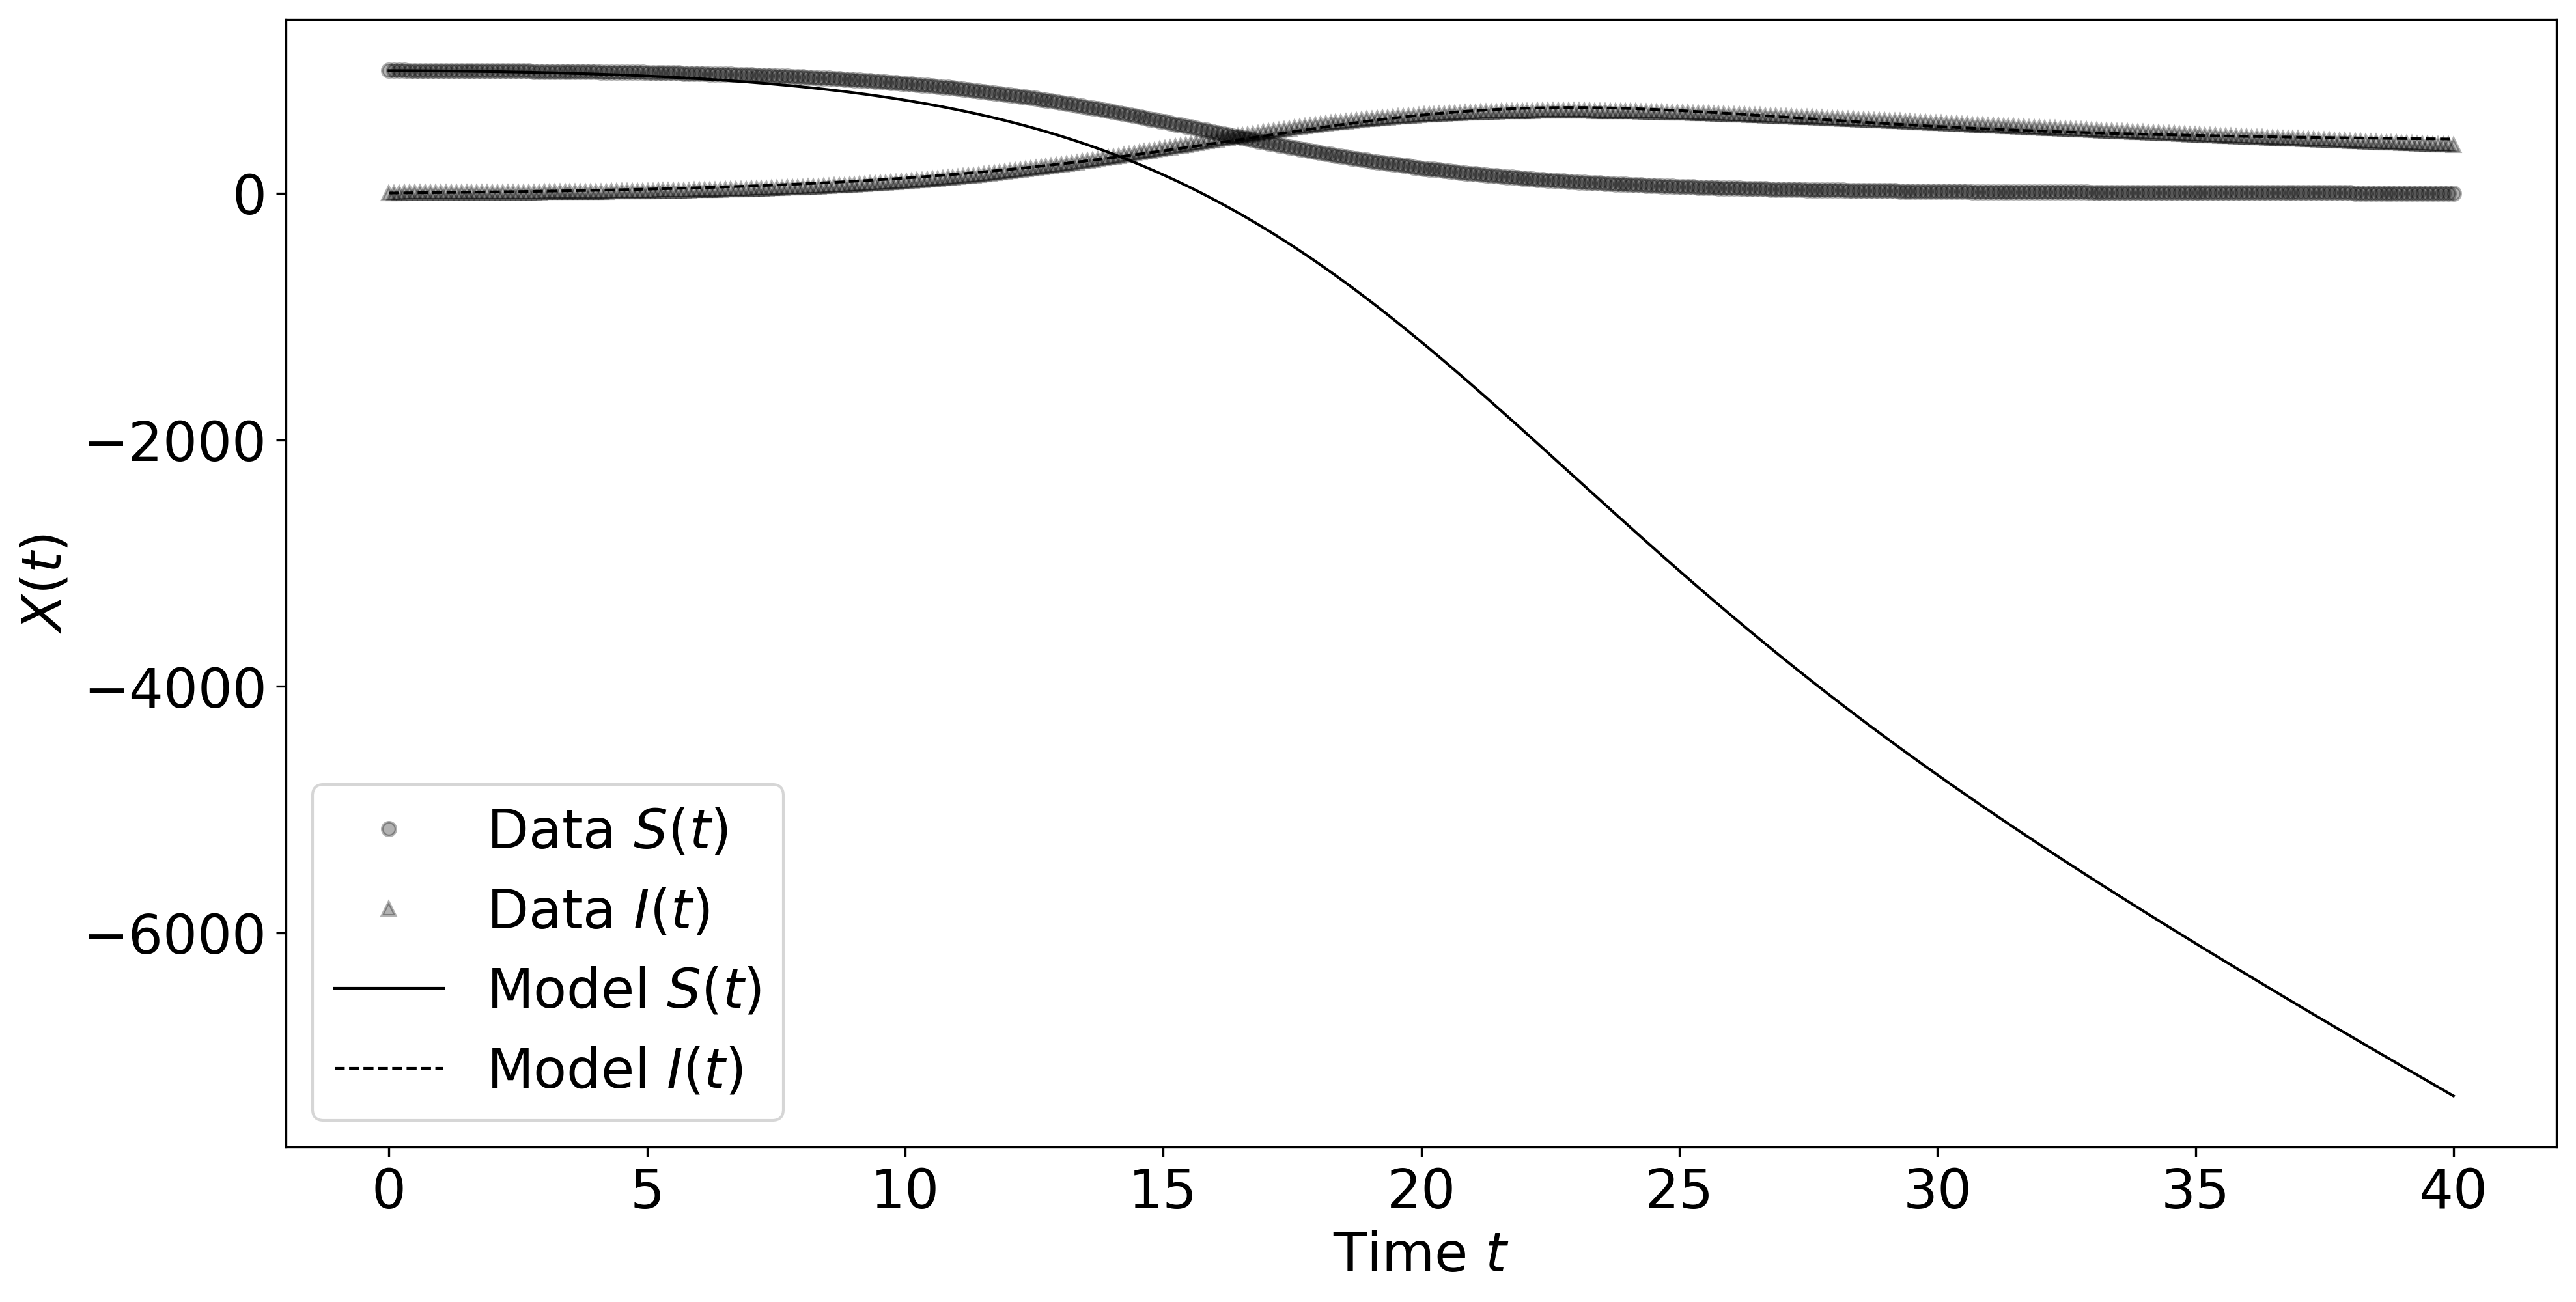 X(t)
0
−2000
−4000
−6000
Data S(t)
Data I(t)
Model S(t)
Model I(t)
0 5 10 15 20 25 30 35 40
Time t